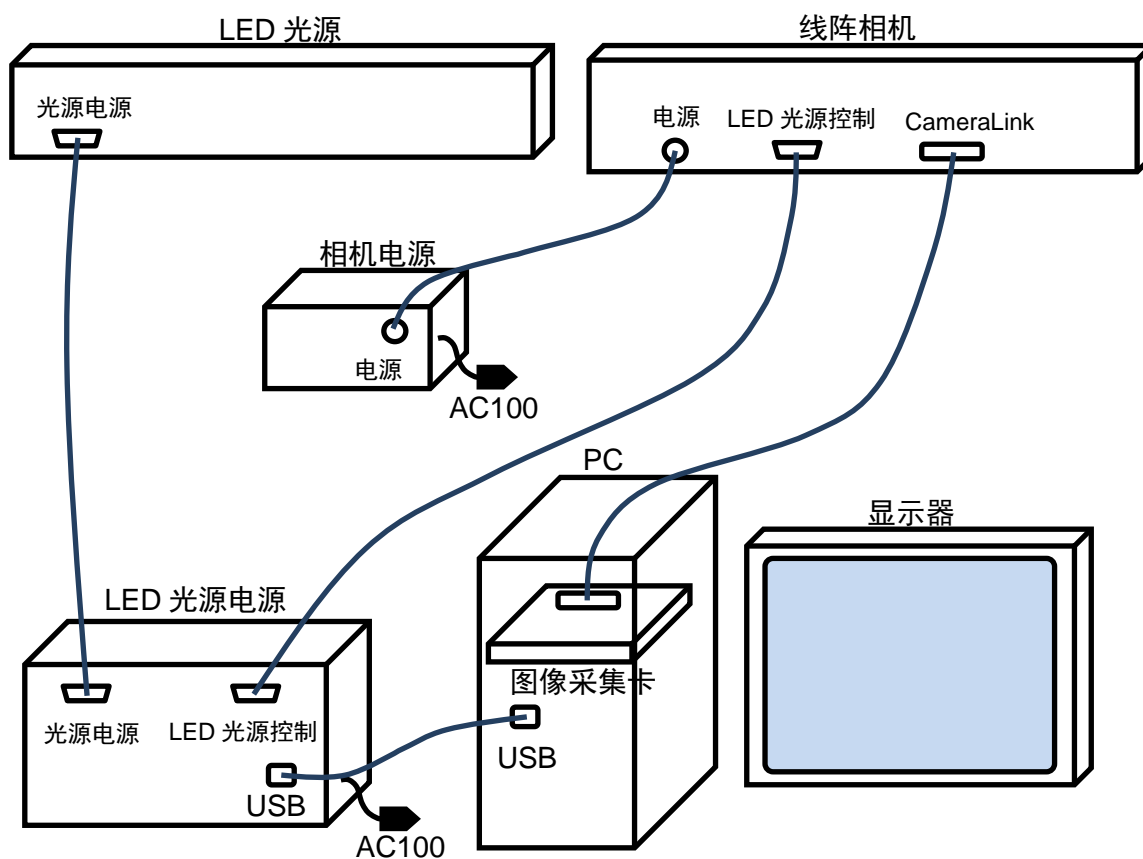 LED 光源
线阵相机
光源电源
电源
LED 光源控制
CameraLink
相机电源
电源
AC100
PC
显示器
LED 光源电源
图像采集卡
光源电源
LED 光源控制
USB
USB
AC100